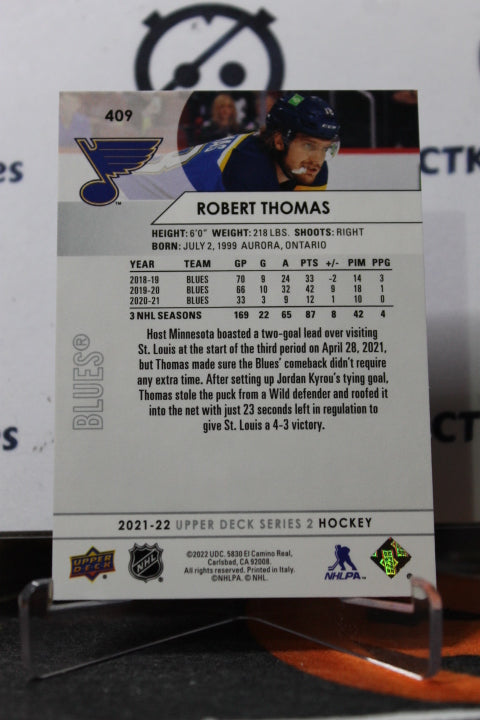 409
CTK
es
ROBERT THOMAS
HEIGHT: 6'0" WEIGHT: 218 LBS. SHOOTS: RIGHT
BORN: JULY 2, 1999 AURORA, ONTARIO
YEAR TEAM GP G A PTS +/- PIM PPG
2018-19 BLUES 70 9 24 33 -2 14 3
2019-20 BLUES 66 10 32 42 9 18 1
2020-21 BLUES 33 3 9 12 1 10 0
3 NHL SEASONS 169 22 65 87 8 42 4
Host Minnesota boasted a two-goal lead over visiting
St. Louis at the start of the third period on April 28, 2021,
but Thomas made sure the Blues' comeback didn't require
any extra time. After setting up Jordan Kyrou's tying goal,
Thomas stole the puck from a Wild defender and roofed it
into the net with just 23 seconds left in regulation to
give St. Louis a 4-3 victory.
BLUES®
CTK
s
2021-22 UPPER DECK SERIES 2 HOCKEY
UPPER
DECK
NHL
©2022 UDC. 5830 El Camino Real,
Carlsbad, CA 92008.
All rights reserved. Printed in Italy.
©NHLPA. © NHL.
NHLPA™